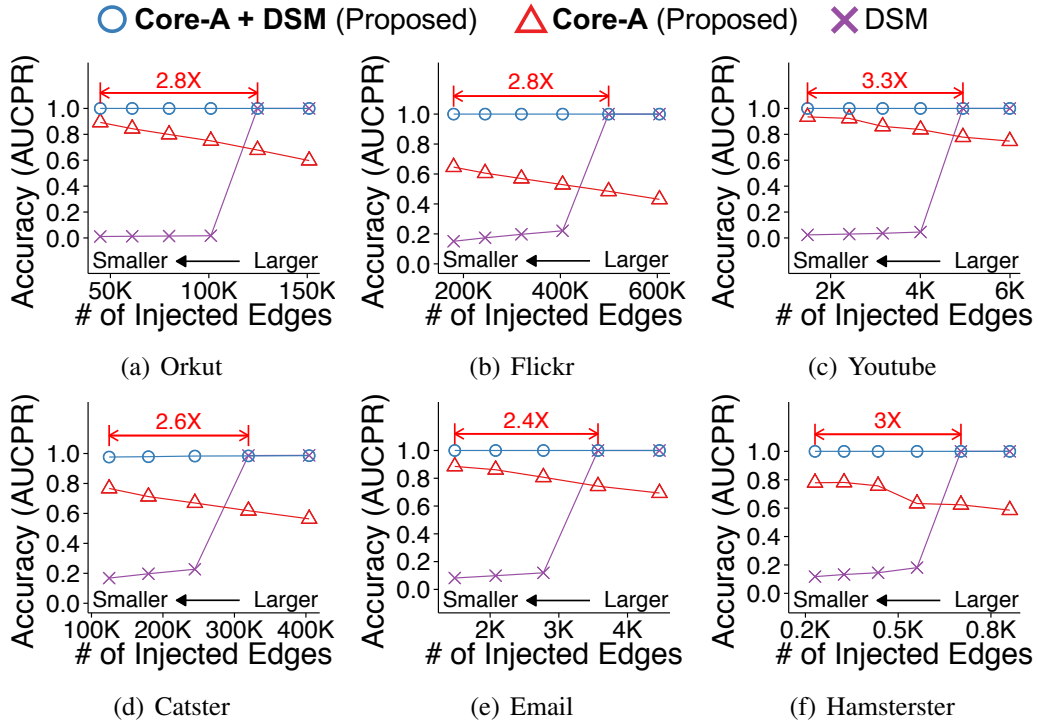 Core-A + DSM (Proposed) Core-A (Proposed) DSM
2.8X
Accuracy (AUCPR)
1.0
0.8
0.6
0.4
0.2
0.0
Smaller Larger
50K 100K 150K
# of Injected Edges
(a) Orkut
2.8X
Accuracy (AUCPR)
1.0
0.8
0.6
0.4
0.2
0.0
Smaller Larger
200K 400K 600K
# of Injected Edges
(b) Flickr
3.3X
Accuracy (AUCPR)
1.0
0.8
0.6
0.4
0.2
0.0
Smaller Larger
2K 4K 6K
# of Injected Edges
(c) Youtube
2.6X
Accuracy (AUCPR)
1.0
0.8
0.6
0.4
0.2
0.0
Smaller Larger
100K 200K 300K 400K
# of Injected Edges
(d) Catster
2.4X
Accuracy (AUCPR)
1.0
0.8
0.6
0.4
0.2
0.0
Smaller Larger
2K 3K 4K
# of Injected Edges
(e) Email
3X
Accuracy (AUCPR)
1.0
0.8
0.6
0.4
0.2
0.0
Smaller Larger
0.2K 0.5K 0.8K
# of Injected Edges
(f) Hamsterster